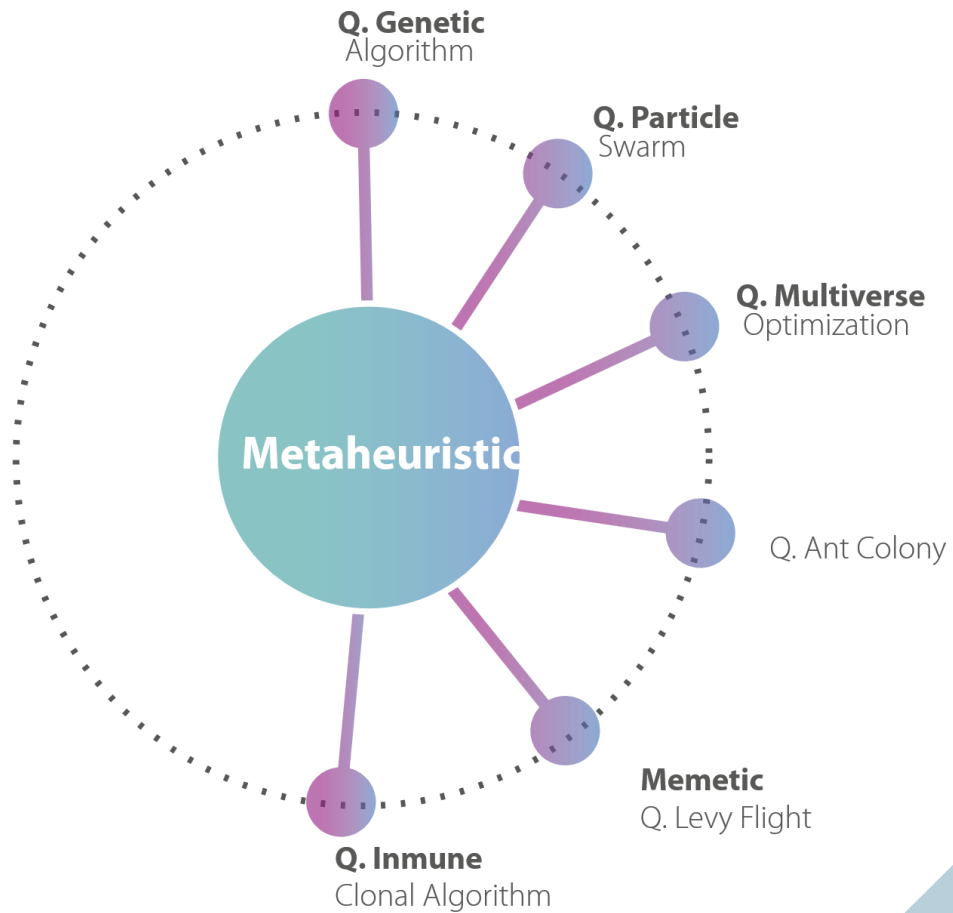 Q. Genetic
Algorithm
Q. Particle
Swarm
Q. Multiverse
Optimization
Metaheuristic
Q. Ant Colony
Memetic
Q. Levy Flight
Q. Inmune
Clonal Algorithm